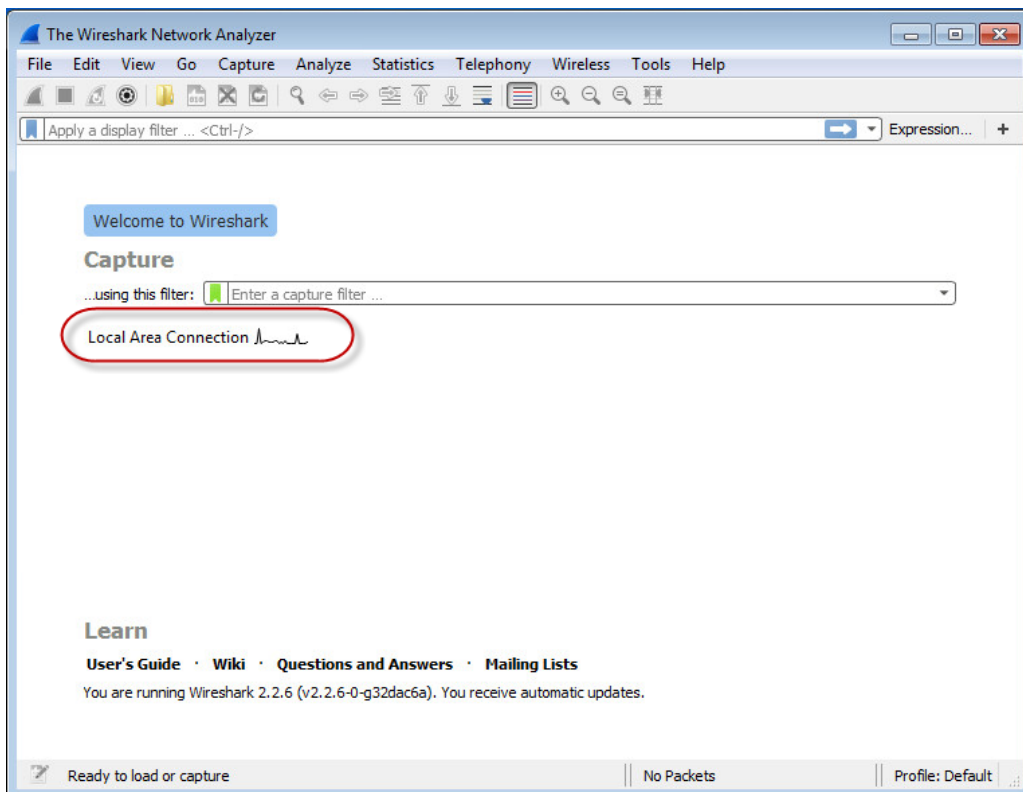 The Wireshark Network Analyzer
File Edit View Go Capture Analyze Statistics Telephony Wireless Tools Help
Apply a display filter ... <Ctrl-/> Expression... +
Welcome to Wireshark
Capture
...using this filter: Enter a capture filter ...
Local Area Connection
Learn
User's Guide · Wiki · Questions and Answers · Mailing Lists
You are running Wireshark 2.2.6 (v2.2.6-0-g32dac6a). You receive automatic updates.
Ready to load or capture No Packets Profile: Default